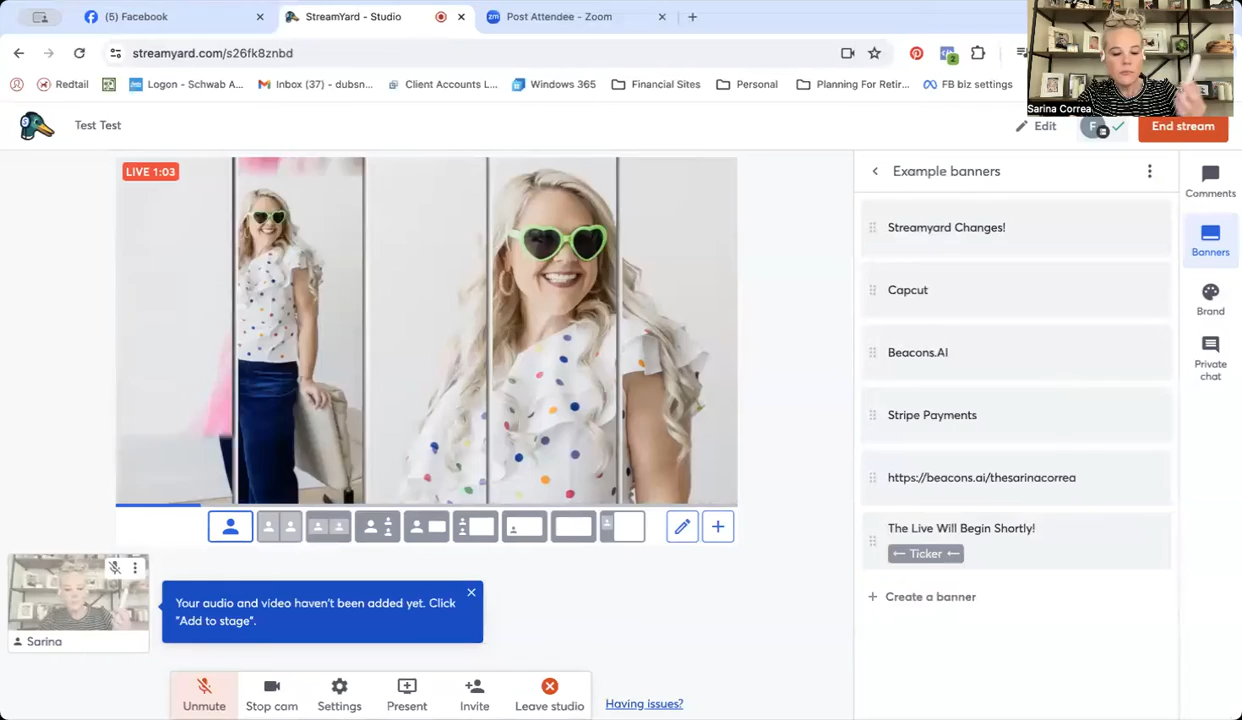 (5) Facebook
StreamYard - Studio
Post Attendee - Zoom
streamyard.com/s26fk8znbd
2
Redtail
Logon - Schwab A...
Inbox (37) - dubsn...
Client Accounts L...
Windows 365
Financial Sites
Personal
Planning For Retir...
FB biz settings
Sarina Correa
Test Test
Edit
F
End stream
LIVE 1:03
Example banners
Streamyard Changes!
Capcut
Beacons.AI
Stripe Payments
https://beacons.ai/thesarinacorrea
The Live Will Begin Shortly!
← Ticker ←
+ Create a banner
Comments
Banners
Brand
Private
chat
Your audio and video haven't been added yet. Click
"Add to stage".
Sarina
Unmute
Stop cam
Settings
Present
Invite
Leave studio
Having issues?